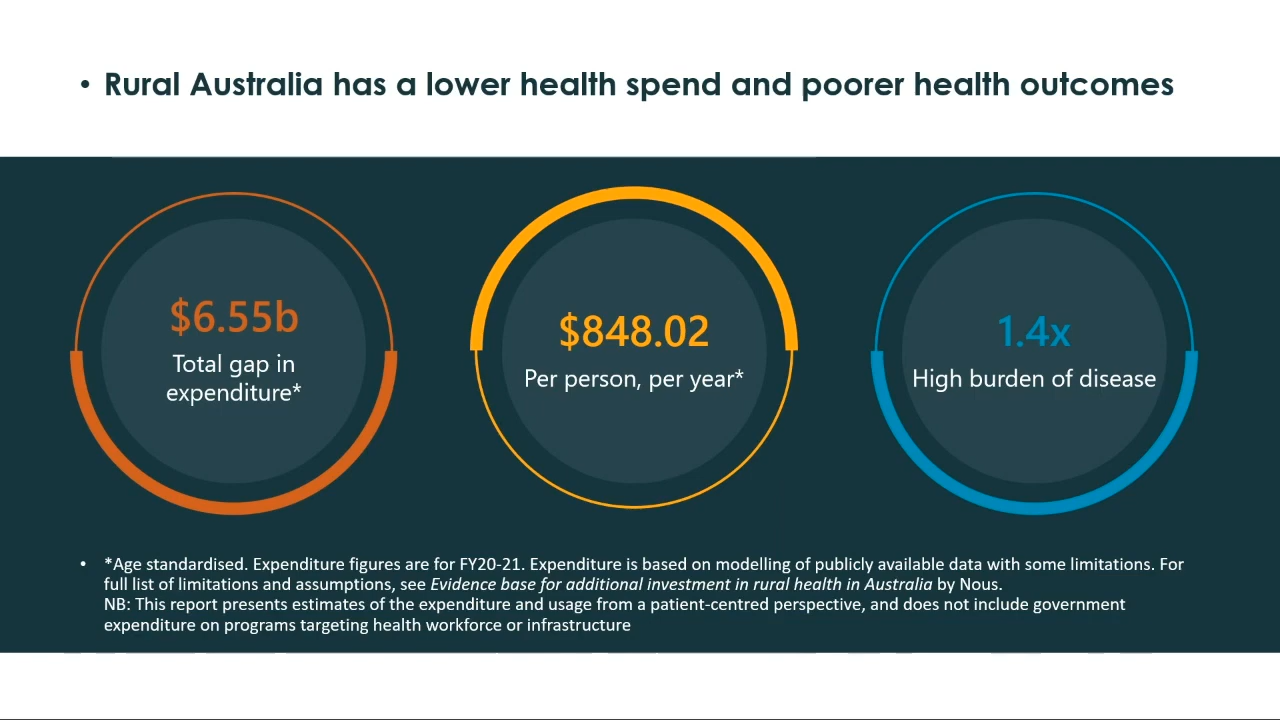 • Rural Australia has a lower health spend and poorer health outcomes
$6.55b
Total gap in
expenditure*
$848.02
Per person, per year*
1.4x
High burden of disease
• *Age standardised. Expenditure figures are for FY20-21. Expenditure is based on modelling of publicly available data with some limitations. For
full list of limitations and assumptions, see Evidence base for additional investment in rural health in Australia by Nous.
NB: This report presents estimates of the expenditure and usage from a patient-centred perspective, and does not include government
expenditure on programs targeting health workforce or infrastructure